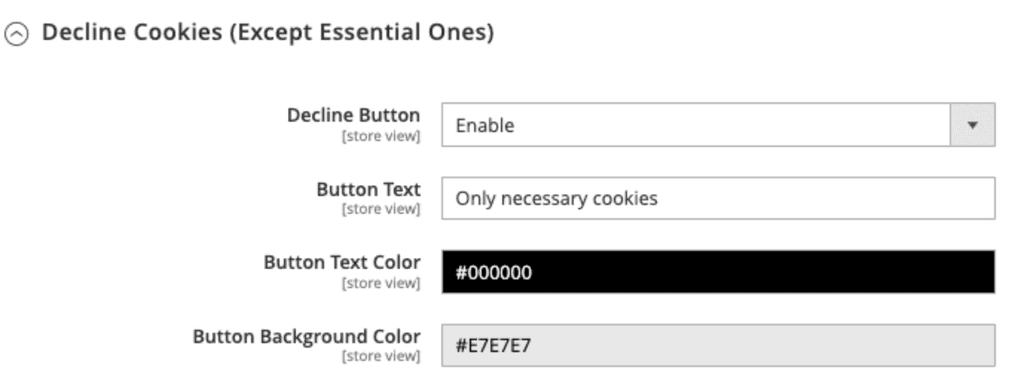 Decline Cookies (Except Essential Ones)
Decline Button
[store view]
Enable
Button Text
[store view]
Only necessary cookies
Button Text Color
[store view]
#000000
Button Background Color
[store view]
#E7E7E7